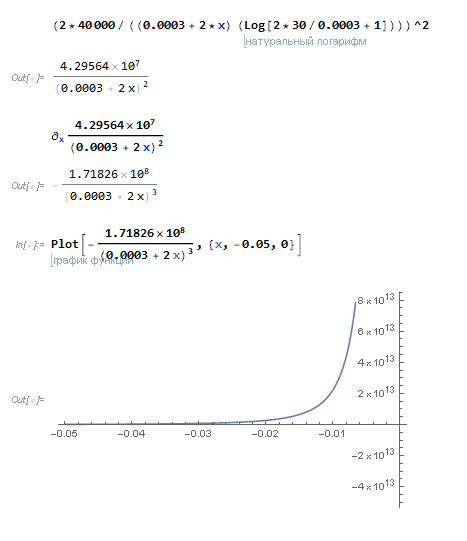 (2*40000/((0.0003+2*x)(Log[2*30/0.0003+1])))^2
натуральный логарифм
Out[•]= 4.29564×10^7
(0.0003 + 2 x)^2
∂x 4.29564×10^7
(0.0003 + 2 x)^2
Out[•]= - 1.71826×10^8
(0.0003 + 2 x)^3
In[•]:= Plot[- 1.71826×10^8
(0.0003 + 2 x)^3, {x, -0.05, 0}]
график функции
8×10^13
6×10^13
4×10^13
Out[•]= 2×10^13
-0.05 -0.04 -0.03 -0.02 -0.01
-2×10^13
-4×10^13